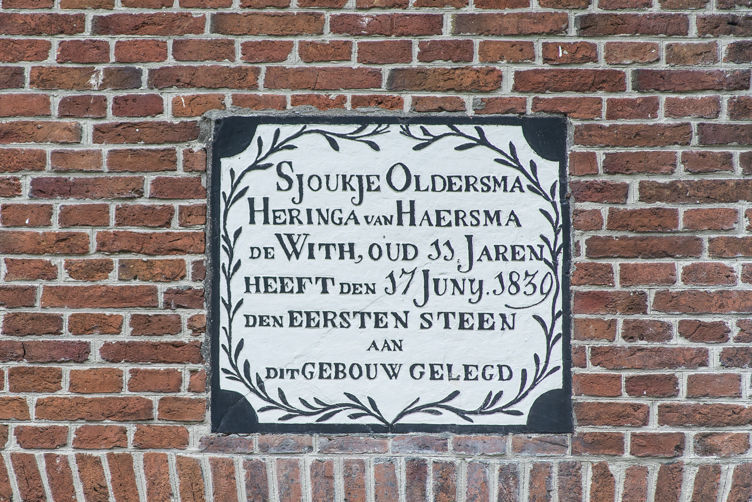 SJOUKJE OLDERSMA
HERINGA VAN HAERSMA
DE WITH, OUD 11 JAREN
HEEFT DEN 17 JUNY. 1839
DEN EERSTEN STEEN
AAN
DIT GEBOUW GELEGD